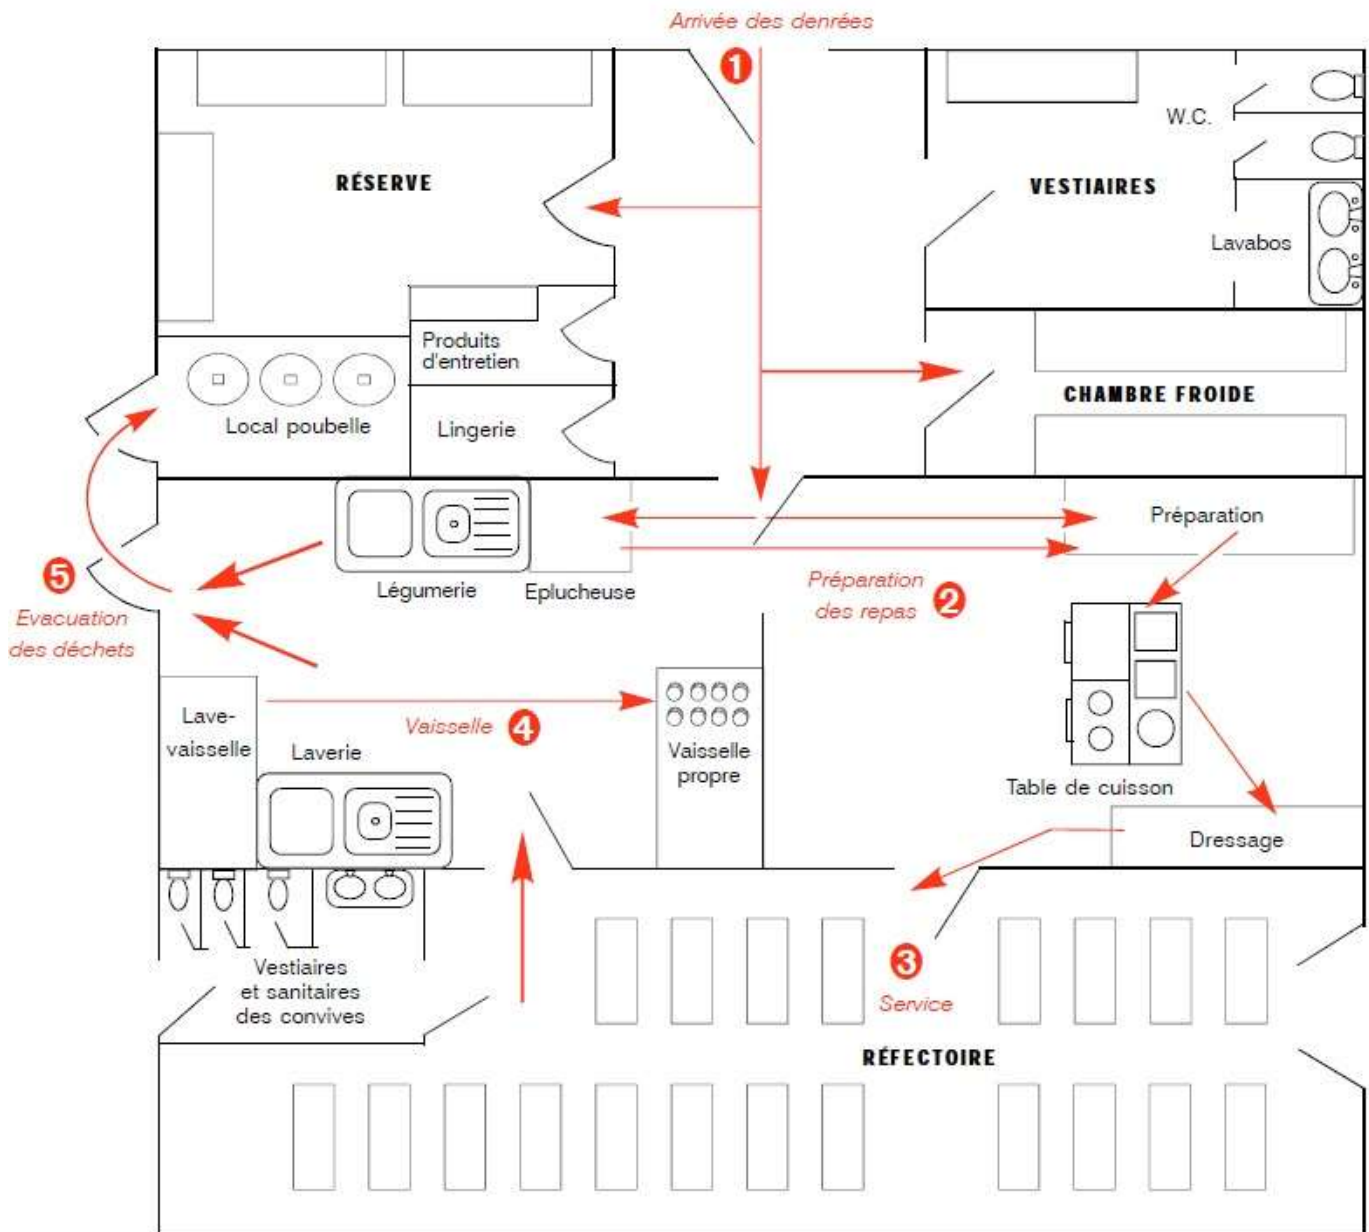 Arrivée des denrées
1
W.C.
RÉSERVE
VESTIAIRES
Lavabos
Produits
d'entretien
CHAMBRE FROIDE
Local poubelle
Lingerie
Préparation
5
Evacuation
des déchets
Légumerie
Eplucheuse
Préparation
des repas
2
Lave-
vaisselle
Vaisselle
4
Laverie
Vaisselle
propre
Table de cuisson
Dressage
Vestiaires
et sanitaires
des convives
3
Service
RÉFECTOIRE